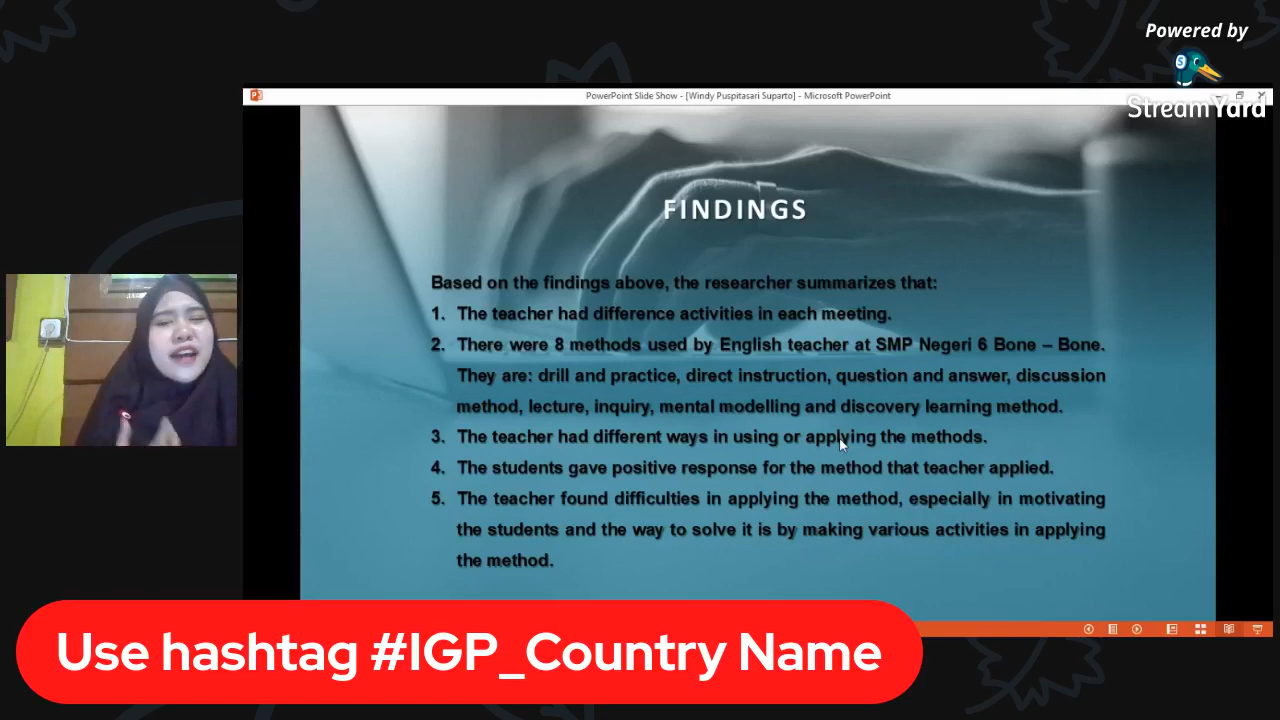 Powered by
StreamYard
PowerPoint Slide Show - [Windy Puspitasari Suparto] - Microsoft PowerPoint
FINDINGS
Based on the findings above, the researcher summarizes that:
1. The teacher had difference activities in each meeting.
2. There were 8 methods used by English teacher at SMP Negeri 6 Bone – Bone.
They are: drill and practice, direct instruction, question and answer, discussion
method, lecture, inquiry, mental modelling and discovery learning method.
3. The teacher had different ways in using or applying the methods.
4. The students gave positive response for the method that teacher applied.
5. The teacher found difficulties in applying the method, especially in motivating
the students and the way to solve it is by making various activities in applying
the method.
Use hashtag #IGP_Country Name